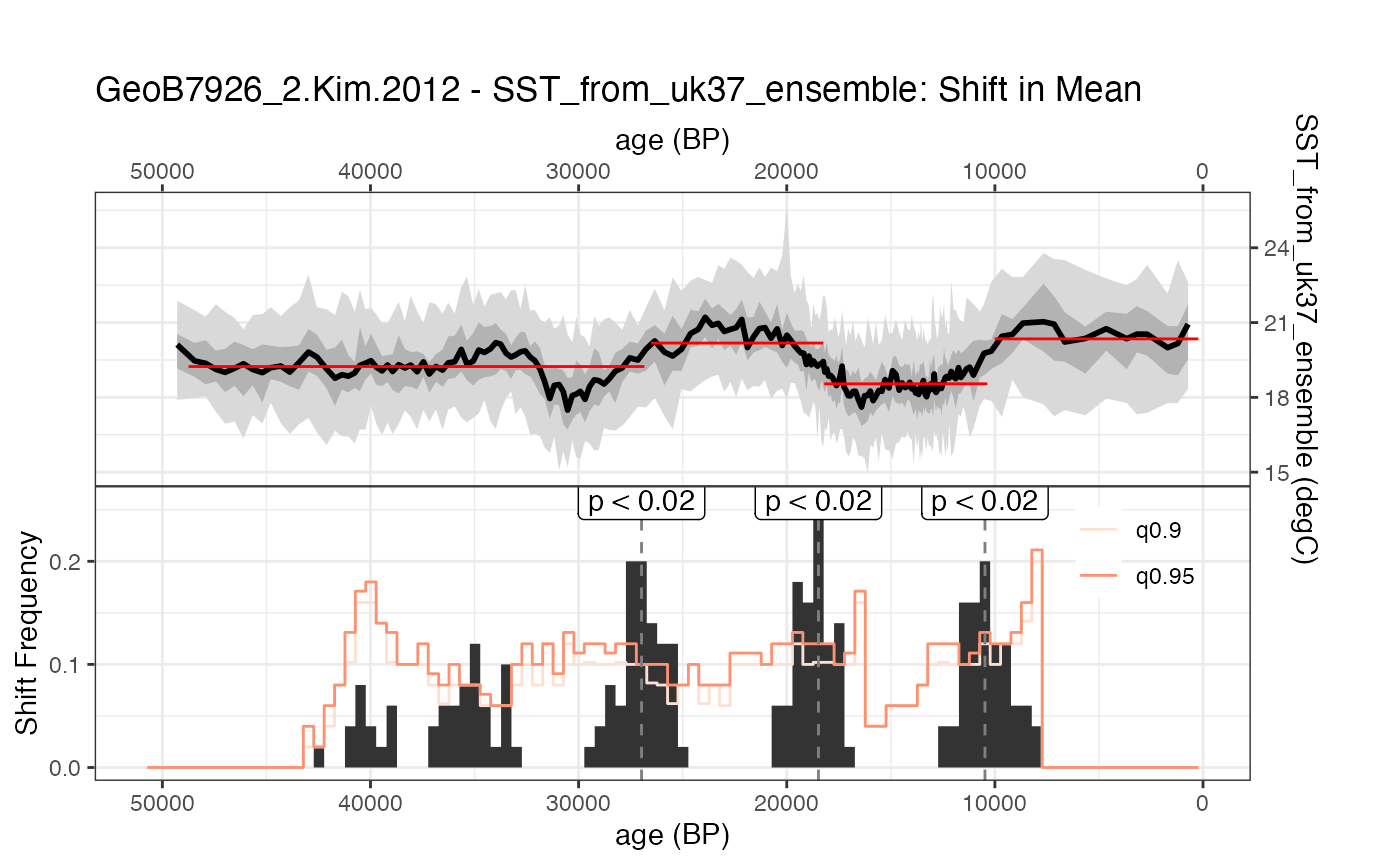 GeoB7926_2.Kim.2012 - SST_from_uk37_ensemble: Shift in Mean
age (BP)
50000 40000 30000 20000 10000 0
24
21
18
15
SST_from_uk37_ensemble (degC)
p < 0.02 p < 0.02 p < 0.02
q0.9
q0.95
Shift Frequency
0.2
0.1
0.0
50000 40000 30000 20000 10000 0
age (BP)